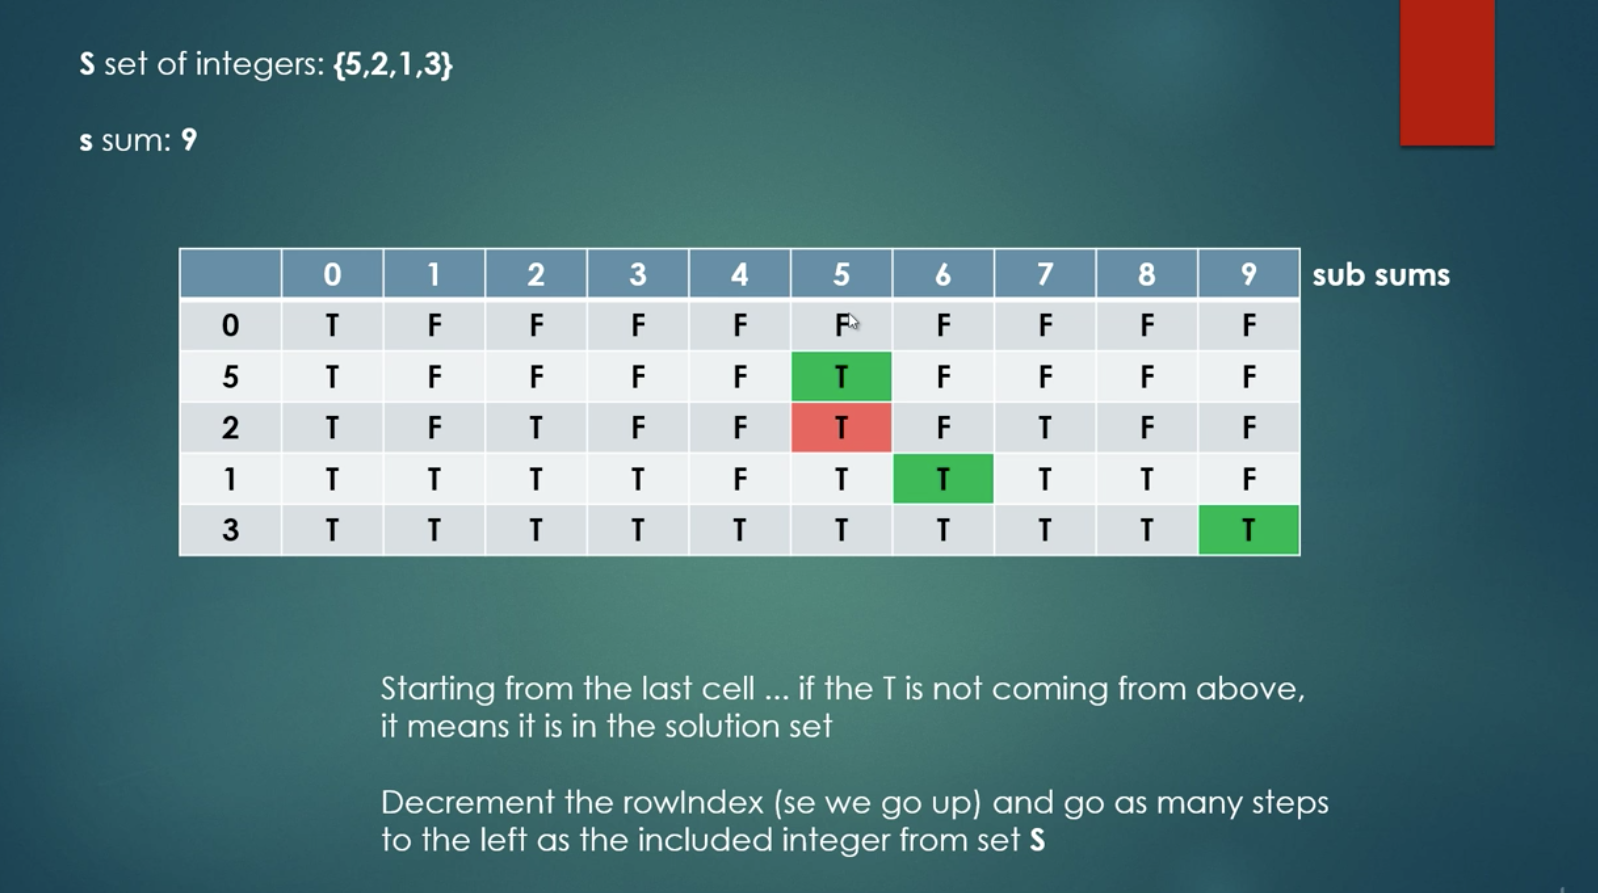 S set of integers: {5,2,1,3}
s sum: 9
0 1 2 3 4 5 6 7 8 9 sub sums
0 T F F F F F F F F F
5 T F F F F T F F F F
2 T F T F F T F T F F
1 T T T T F T T T T F
3 T T T T T T T T T T
Starting from the last cell ... if the T is not coming from above,
it means it is in the solution set
Decrement the rowIndex (se we go up) and go as many steps
to the left as the included integer from set S